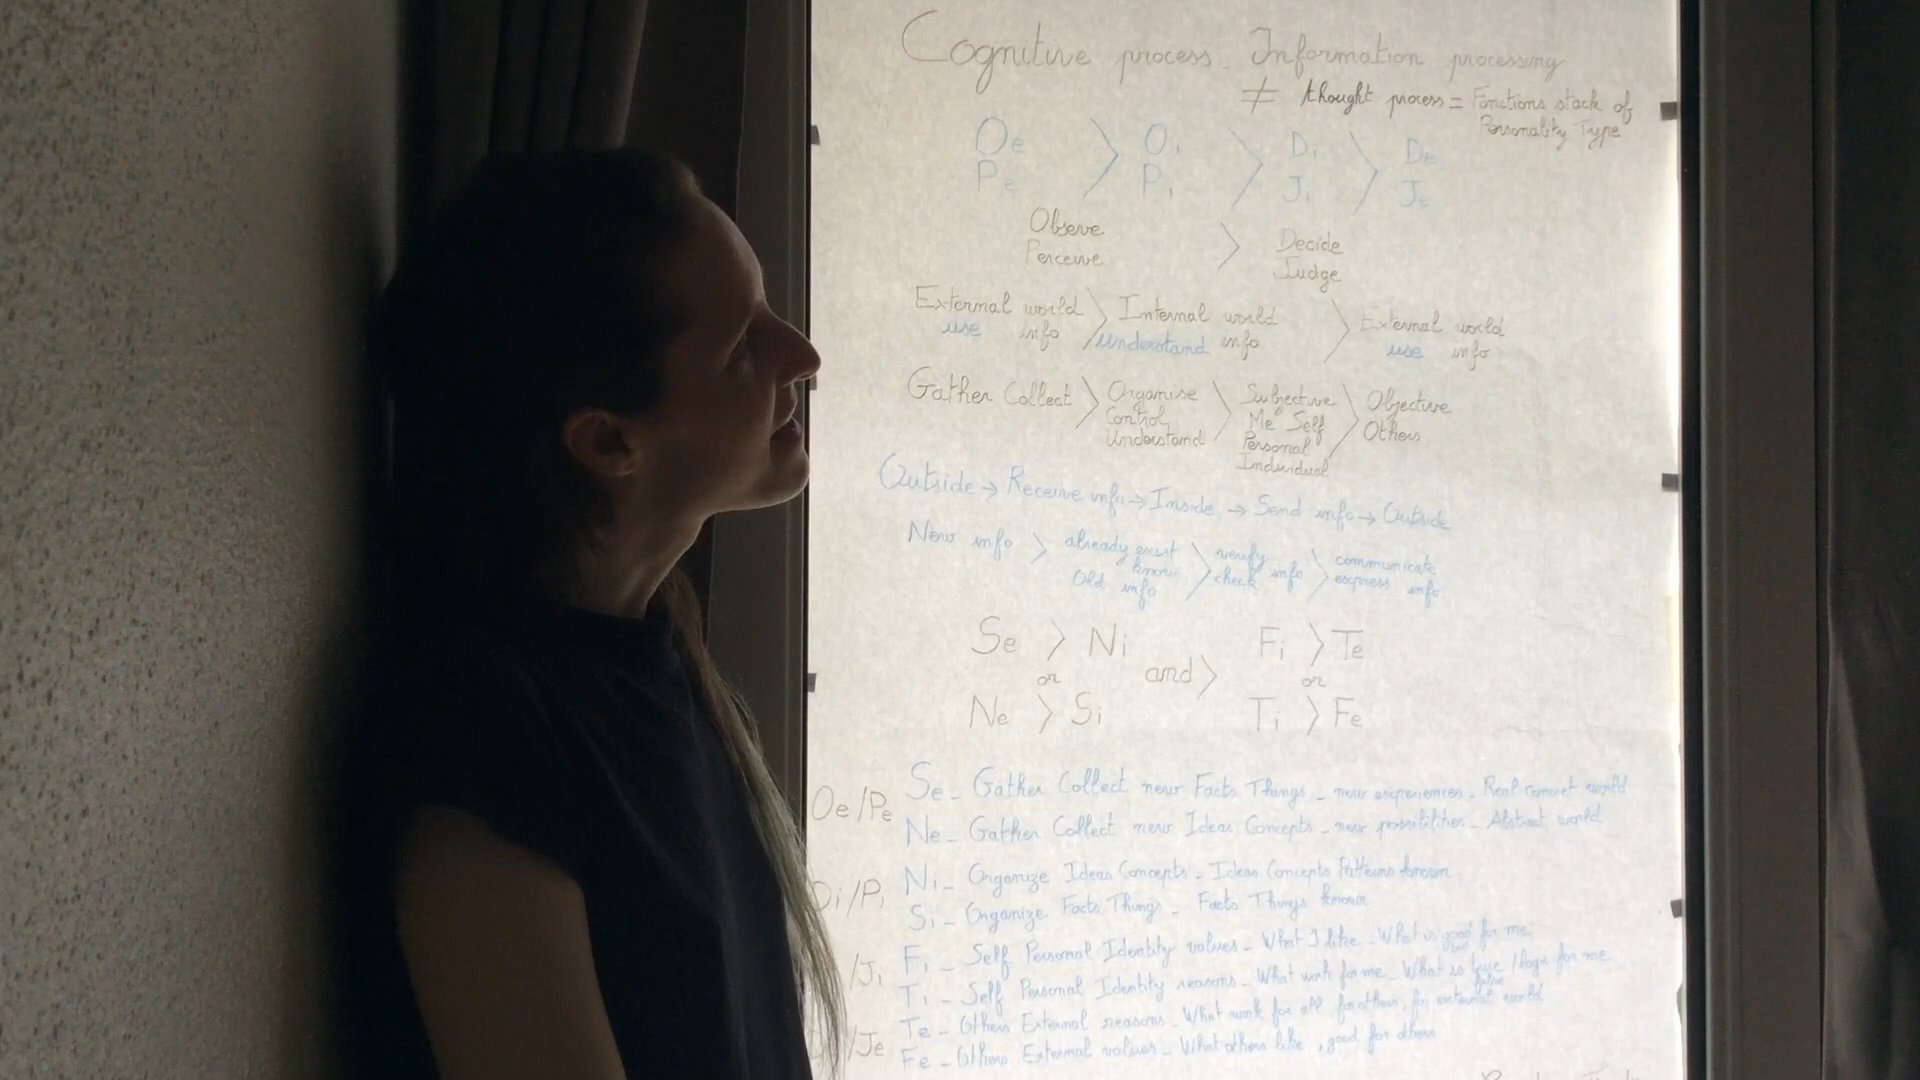 Cognitive process - Information processing
≠ thought process = Fonctions stack of Personality Type
Oe > Oi > Di > De
Pe Pi Ji Je
Observe > Decide
Perceive Judge
External world > Internal world > External world
use info understand info use info
Gather Collect > Organise > Subjective > Objective
Control Me Self Others
Understand Personal
Individual
Outside → Receive info → Inside → Send info → Outside
New info > already exist > verify > communicate
know check info express info
Old info
Se > Ni and > Fi > Te
or or
Ne > Si Ti > Fe
Oe/Pe
Se - Gather Collect new Facts Things - new experiences - Real concret world
Ne - Gather Collect new Ideas Concepts - new possibilities - Abstract world
Oi/Pi
Ni - Organize Ideas Concepts - Ideas Concepts Patterns known
Si - Organize Facts Things - Facts Things known
/Ji
Fi - Self Personal Identity values - What I like - What is good bad for me
Ti - Self Personal Identity reasons - What work for me - What is true false / logic for me
/Je
Te - Others External reasons - What work for all, for others, for external world
Fe - Others External values - What others like, good for others